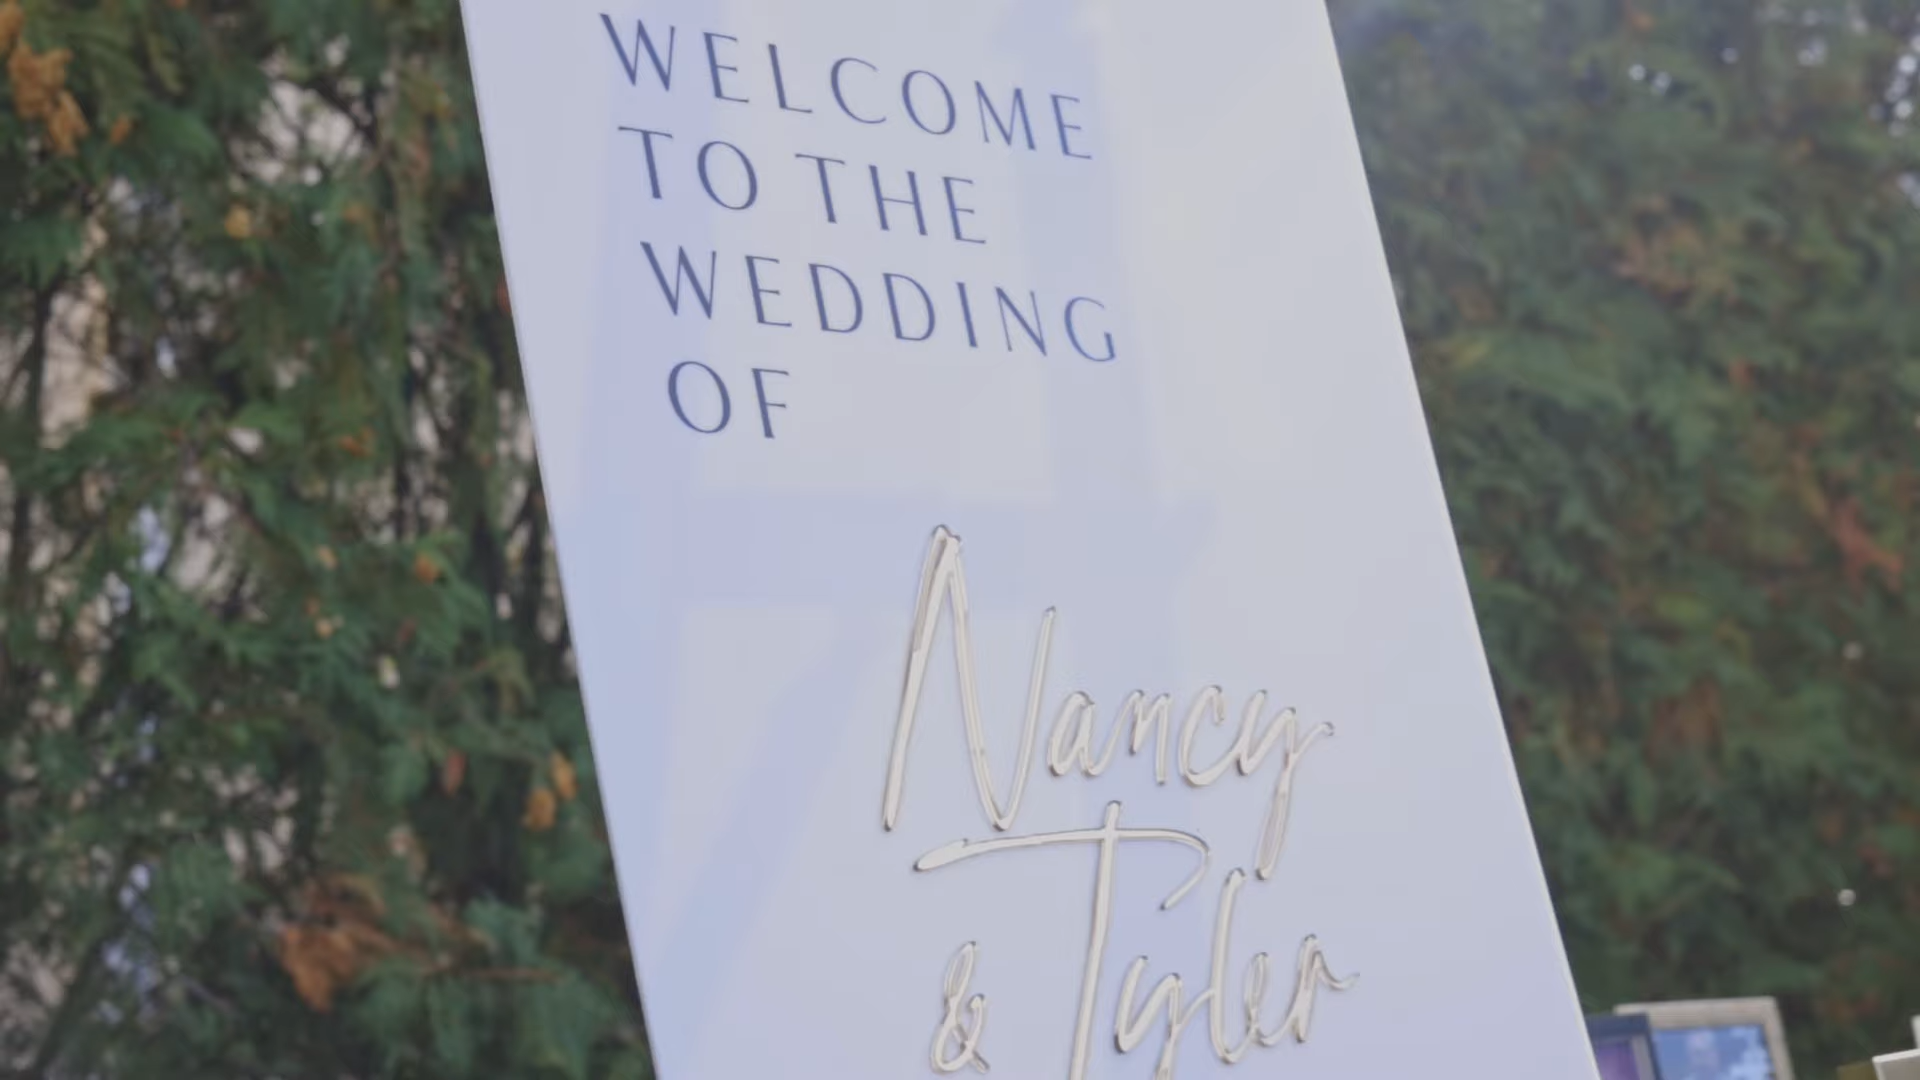 WELCOME
TO THE
WEDDING
OF
Nancy
& Tyler